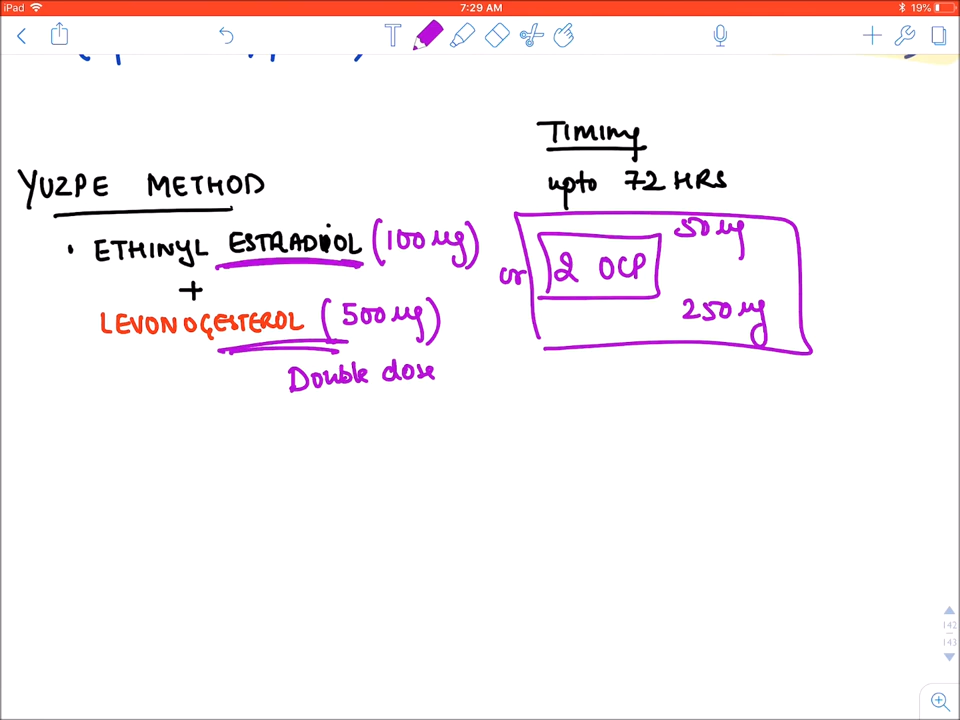 iPad
7:29 AM
19%
T
YUZPE METHOD
• ETHINYL ESTRADIOL (100 µg)
+
LEVONOGESTEROL (500 µg)
Double dose
TIMING
upto 72 HRS
or
2 OCP
50 µg
250 µg
142
143